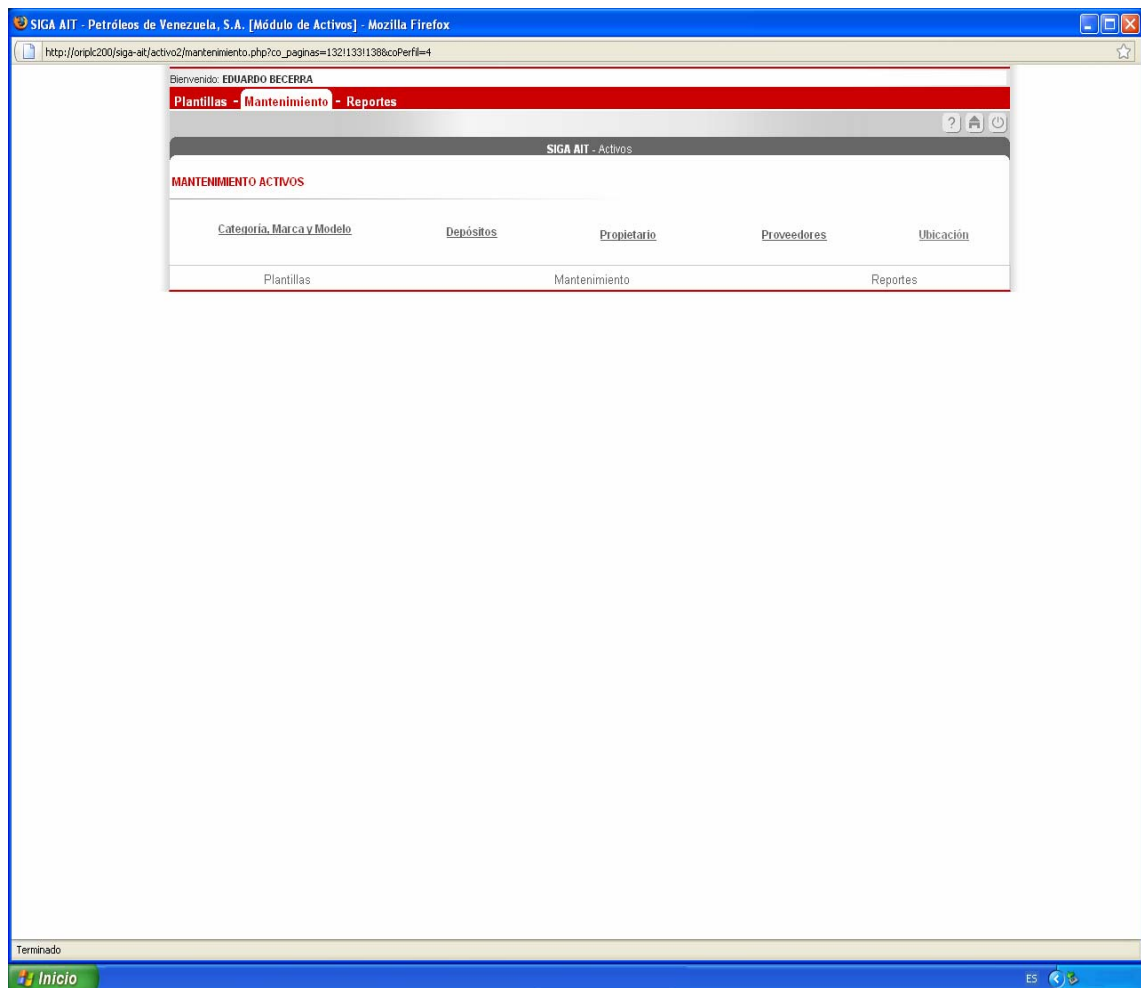 SIGA AIT - Petróleos de Venezuela, S.A. [Módulo de Activos] - Mozilla Firefox
http://oriplc200/siga-ait/activo2/mantenimiento.php?co_paginas=132!133!138&coPerfil=4
Bienvenido: EDUARDO BECERRA
Plantillas - Mantenimiento - Reportes
?
SIGA AIT - Activos
MANTENIMIENTO ACTIVOS
Categoría, Marca y Modelo Depósitos Propietario Proveedores Ubicación
Plantillas Mantenimiento Reportes
Terminado
Inicio ES